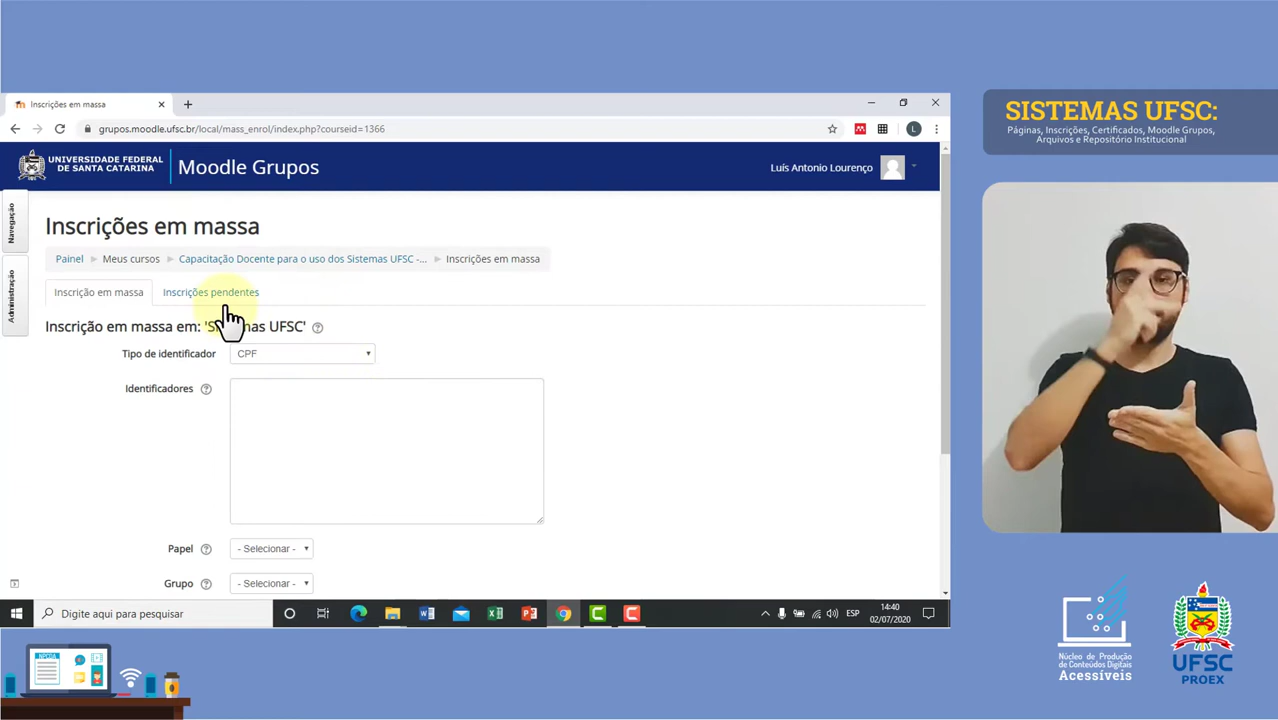 Inscrições em massa
grupos.moodle.ufsc.br/local/mass_enrol/index.php?courseid=1366
L
UNIVERSIDADE FEDERAL
DE SANTA CATARINA
Moodle Grupos
Luís Antonio Lourenço
Navegação
Administração
Inscrições em massa
Painel
Meus cursos
Capacitação Docente para o uso dos Sistemas UFSC -...
Inscrições em massa
Inscrição em massa
Inscrições pendentes
Inscrição em massa em: 'Sistemas UFSC'
Tipo de identificador
CPF
Identificadores
Papel
- Selecionar -
Grupo
- Selecionar -
Digite aqui para pesquisar
ESP
14:40
02/07/2020
SISTEMAS UFSC:
Páginas, Inscrições, Certificados, Moodle Grupos,
Arquivos e Repositório Institucional
Núcleo de Produção
de Conteúdos Digitais
Acessíveis
UFSC
PROEX
NPCDA